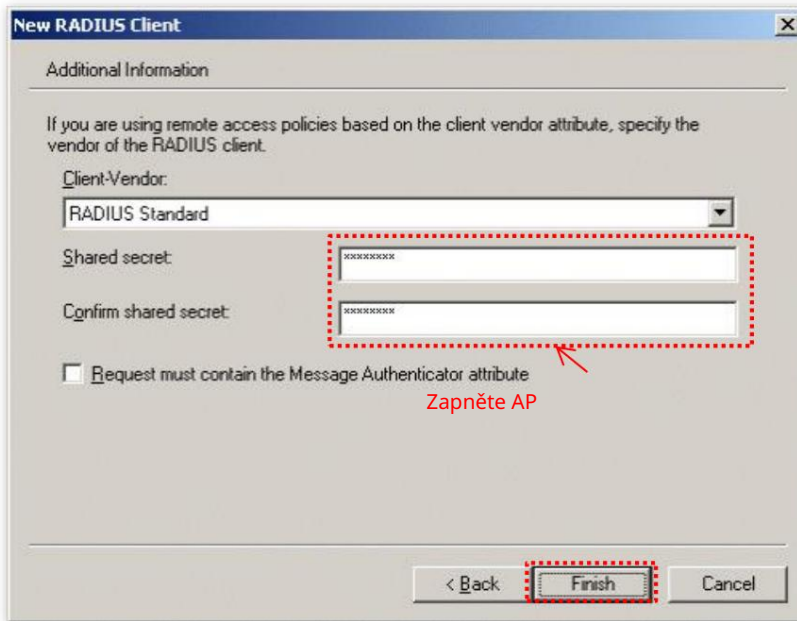 New RADIUS Client
Additional Information
If you are using remote access policies based on the client vendor attribute, specify the
vendor of the RADIUS client.
Client-Vendor:
RADIUS Standard
Shared secret:
xxxxxxxx
Confirm shared secret:
xxxxxxxx
Request must contain the Message Authenticator attribute
Zapněte AP
< Back Finish Cancel